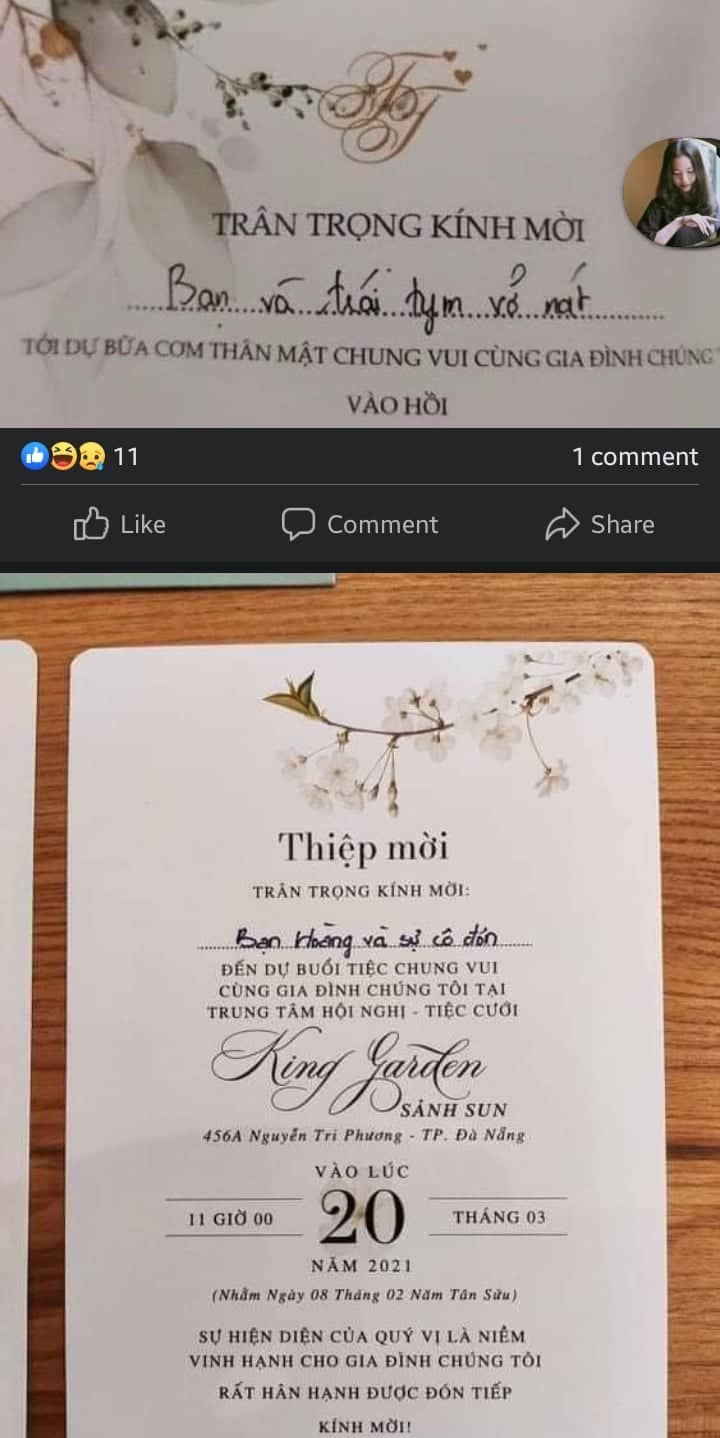 TRÂN TRỌNG KÍNH MỜI
Bạn và trái tym vỡ nát
TỚI DỰ BỮA CƠM THÂN MẬT CHUNG VUI CÙNG GIA ĐÌNH CHÚNG
VÀO HỒI
11 1 comment
Like Comment Share
Thiệp mời
TRÂN TRỌNG KÍNH MỜI:
Bạn Hoàng và sự cô đơn
ĐẾN DỰ BUỔI TIỆC CHUNG VUI
CÙNG GIA ĐÌNH CHÚNG TÔI TẠI
TRUNG TÂM HỘI NGHỊ - TIỆC CƯỚI
King Garden
SẢNH SUN
456A Nguyễn Tri Phương - TP. Đà Nẵng
VÀO LÚC
11 GIỜ 00 20 THÁNG 03
NĂM 2021
(Nhằm Ngày 08 Tháng 02 Năm Tân Sửu)
SỰ HIỆN DIỆN CỦA QUÝ VỊ LÀ NIỀM
VINH HẠNH CHO GIA ĐÌNH CHÚNG TÔI
RẤT HÂN HẠNH ĐƯỢC ĐÓN TIẾP
KÍNH MỜI!